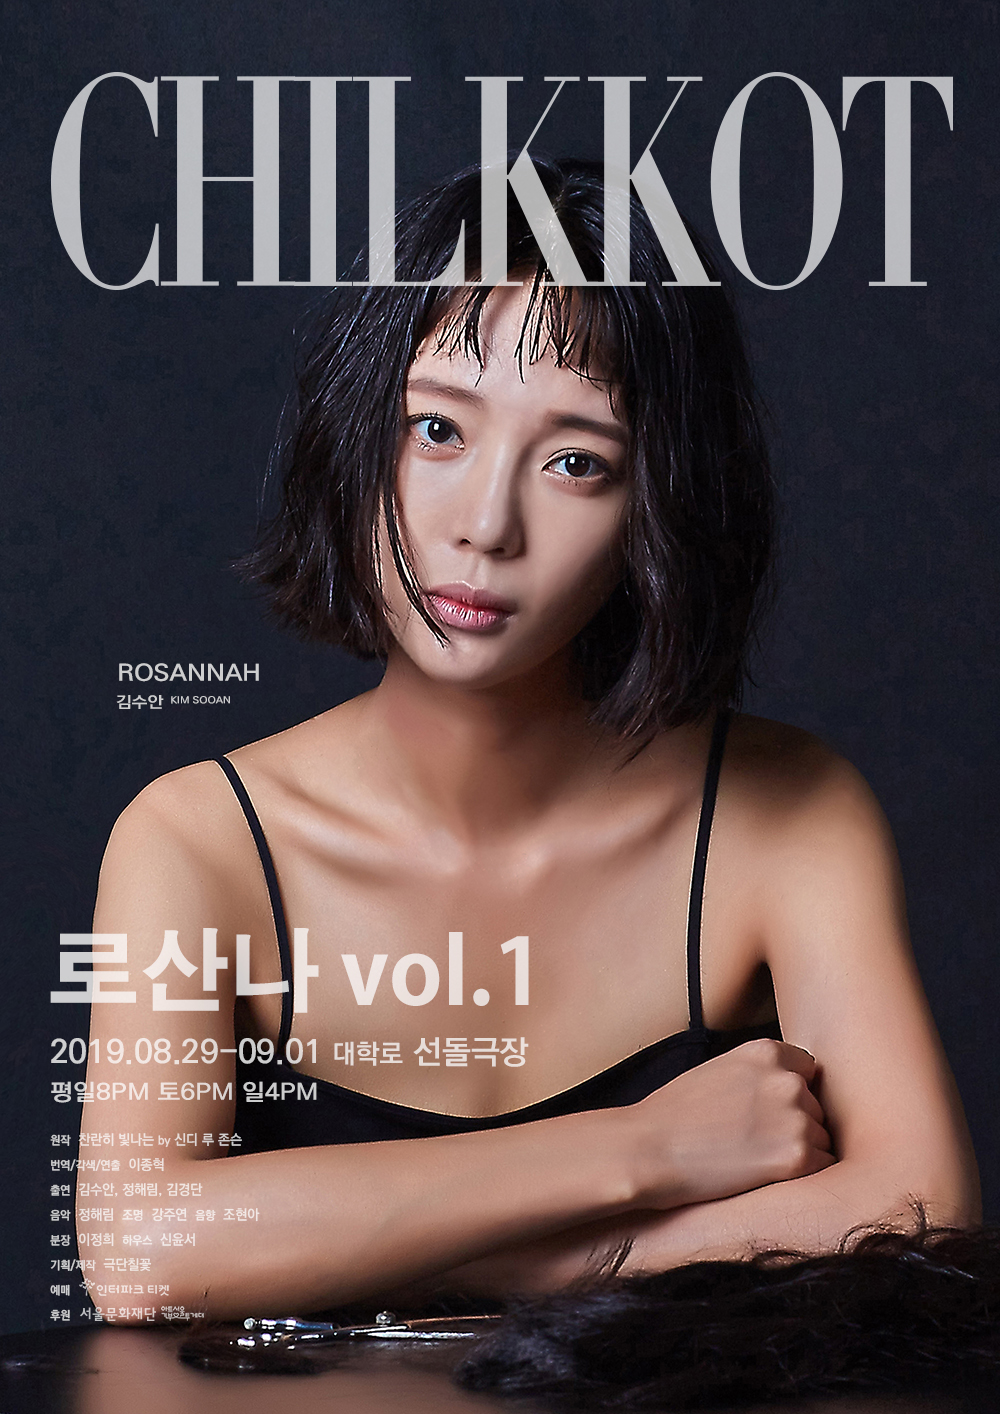 CHILKKOT
ROSANNAH
김수안 KIM SOOAN
로산나 vol.1
2019.08.29-09.01 대학로 선돌극장
평일8PM 토6PM 일4PM
원작 찬란히 빛나는 by 신디 루 존슨
번역/각색/연출 이종혁
출연 김수안, 정해림, 김경단
음악 정해림 조명 강주연 음향 조현아
분장 이정희 하우스 신윤서
기획/제작 극단칠꽃
예매 인터파크 티켓
후원 서울문화재단